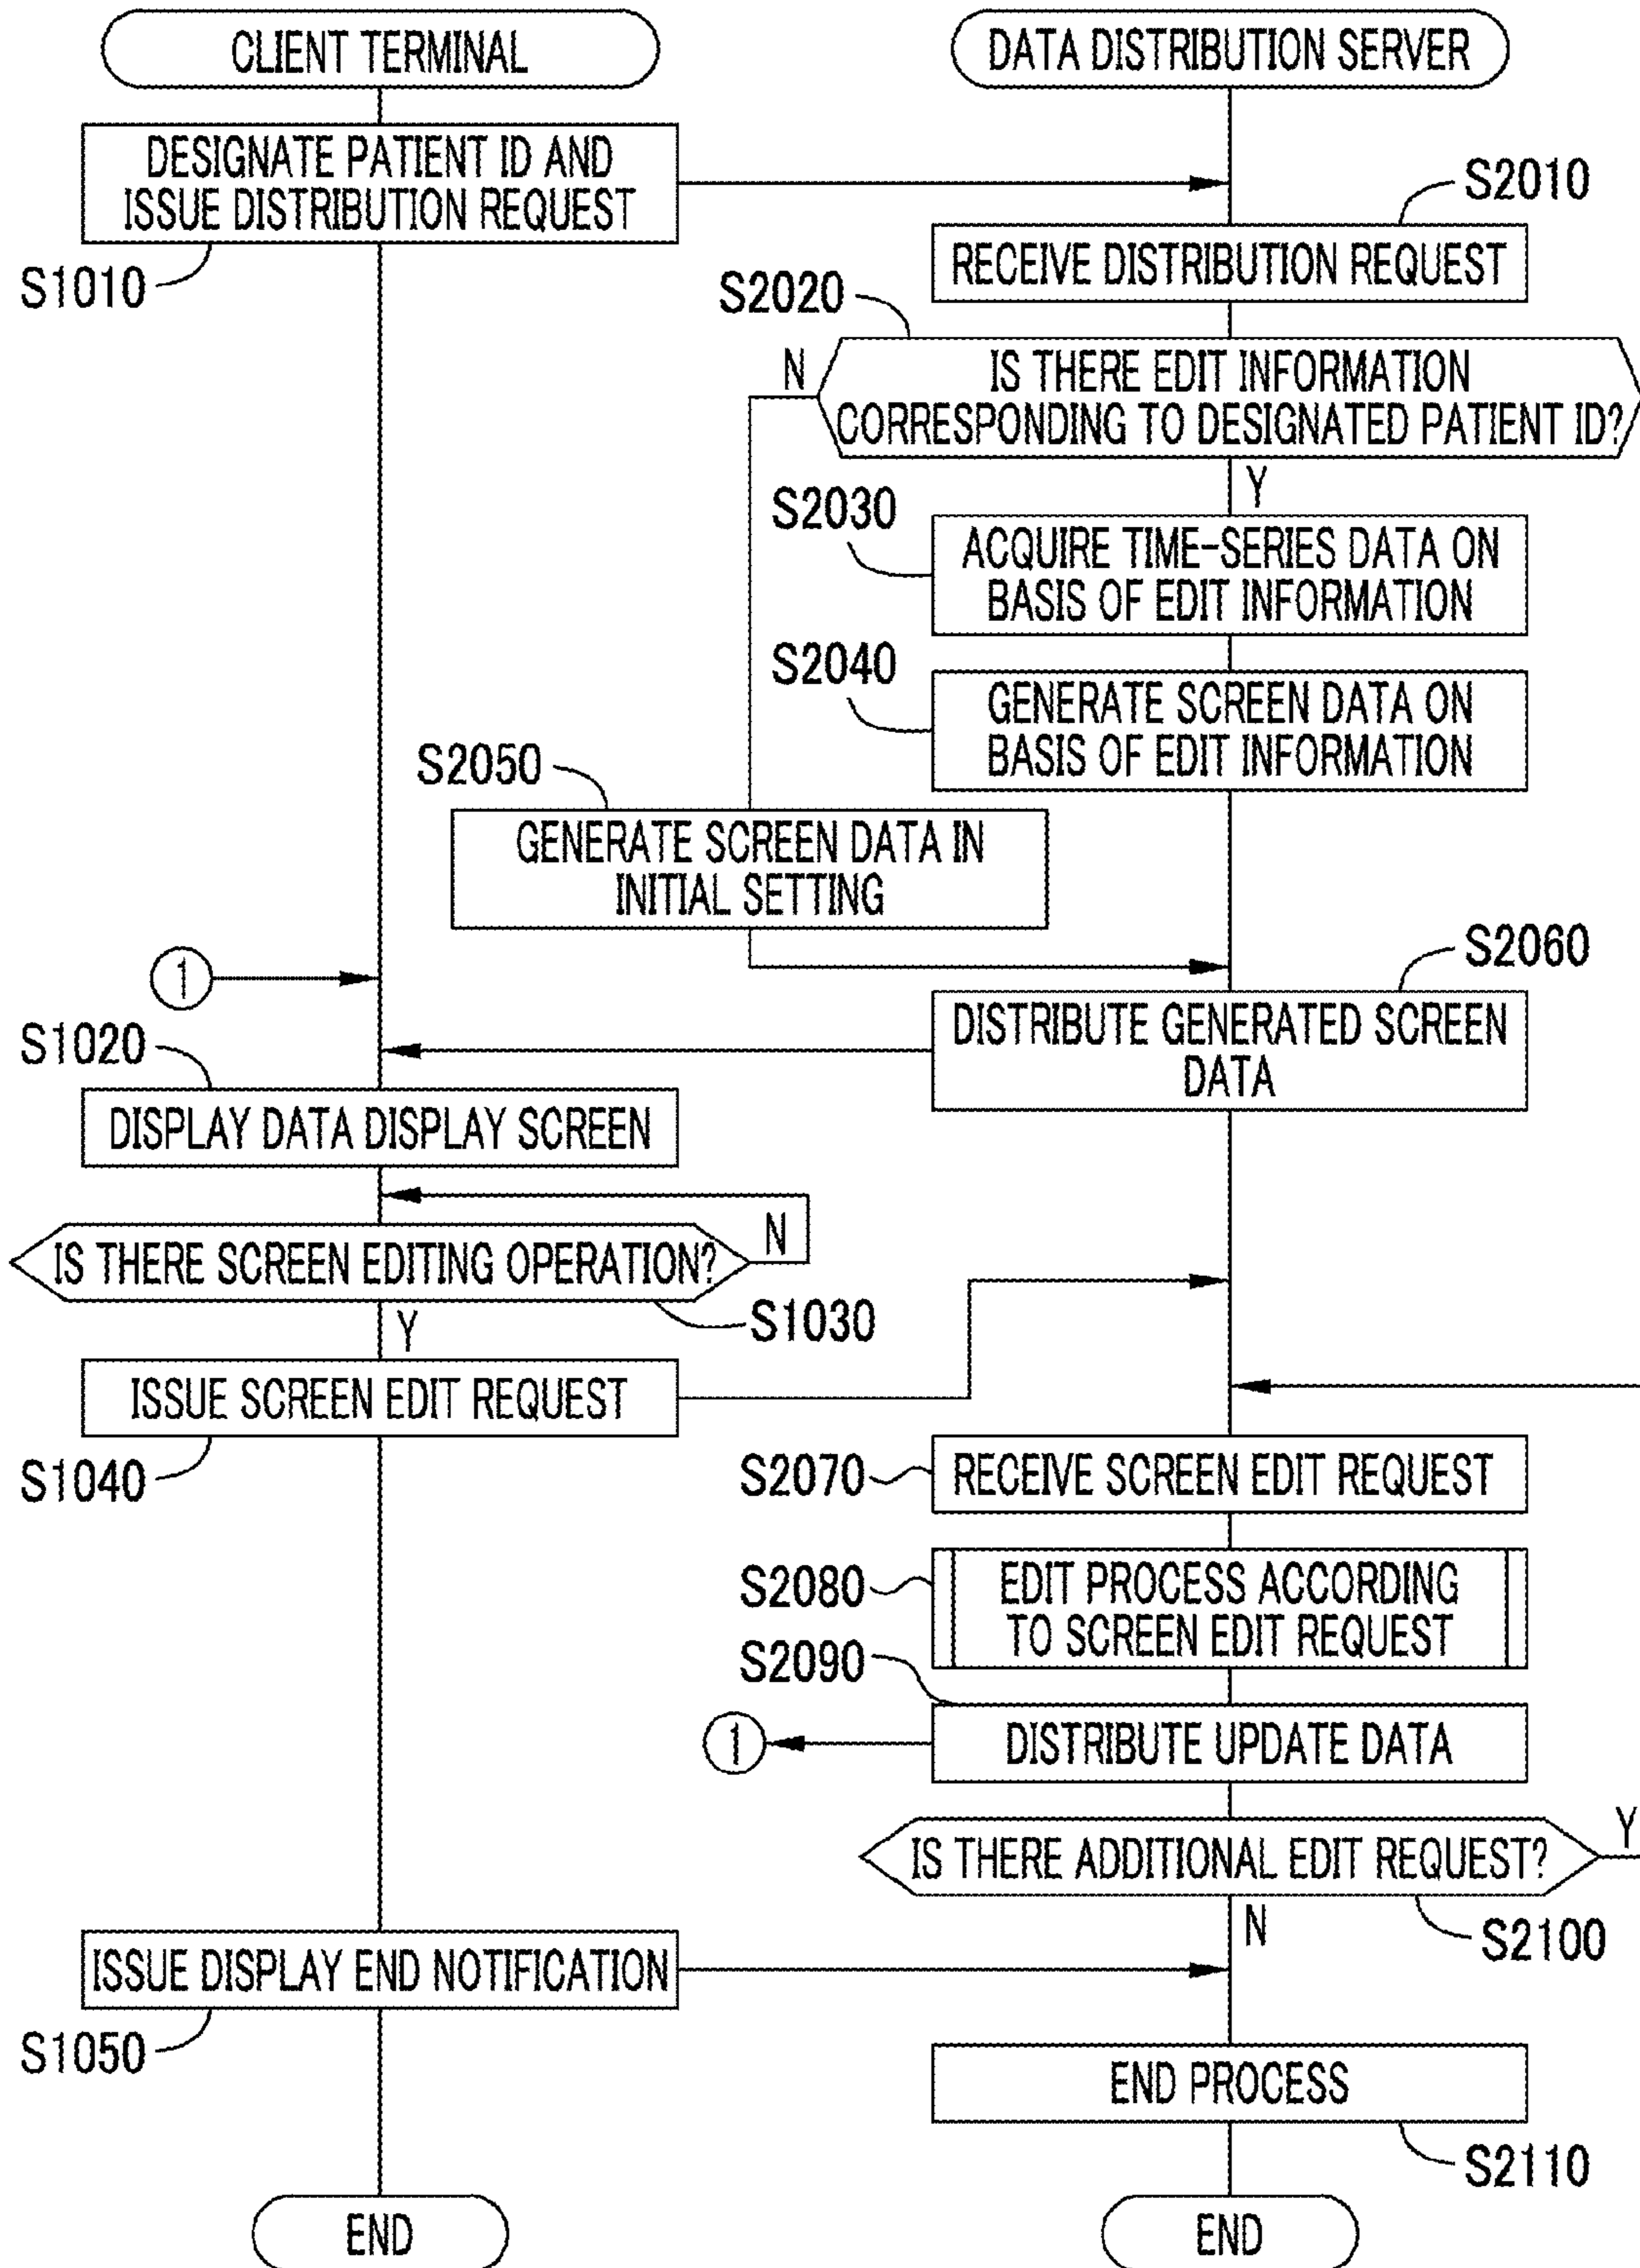 CLIENT TERMINAL
DATA DISTRIBUTION SERVER
DESIGNATE PATIENT ID AND
ISSUE DISTRIBUTION REQUEST
S1010
S2010
RECEIVE DISTRIBUTION REQUEST
S2020
N
IS THERE EDIT INFORMATION
CORRESPONDING TO DESIGNATED PATIENT ID?
Y
S2030
ACQUIRE TIME-SERIES DATA ON
BASIS OF EDIT INFORMATION
S2040
GENERATE SCREEN DATA ON
BASIS OF EDIT INFORMATION
S2050
GENERATE SCREEN DATA IN
INITIAL SETTING
1
S2060
DISTRIBUTE GENERATED SCREEN
DATA
S1020
DISPLAY DATA DISPLAY SCREEN
IS THERE SCREEN EDITING OPERATION?
N
S1030
Y
ISSUE SCREEN EDIT REQUEST
S1040
S2070
RECEIVE SCREEN EDIT REQUEST
S2080
EDIT PROCESS ACCORDING
TO SCREEN EDIT REQUEST
S2090
1
DISTRIBUTE UPDATE DATA
IS THERE ADDITIONAL EDIT REQUEST?
Y
N
S2100
ISSUE DISPLAY END NOTIFICATION
S1050
END PROCESS
S2110
END
END